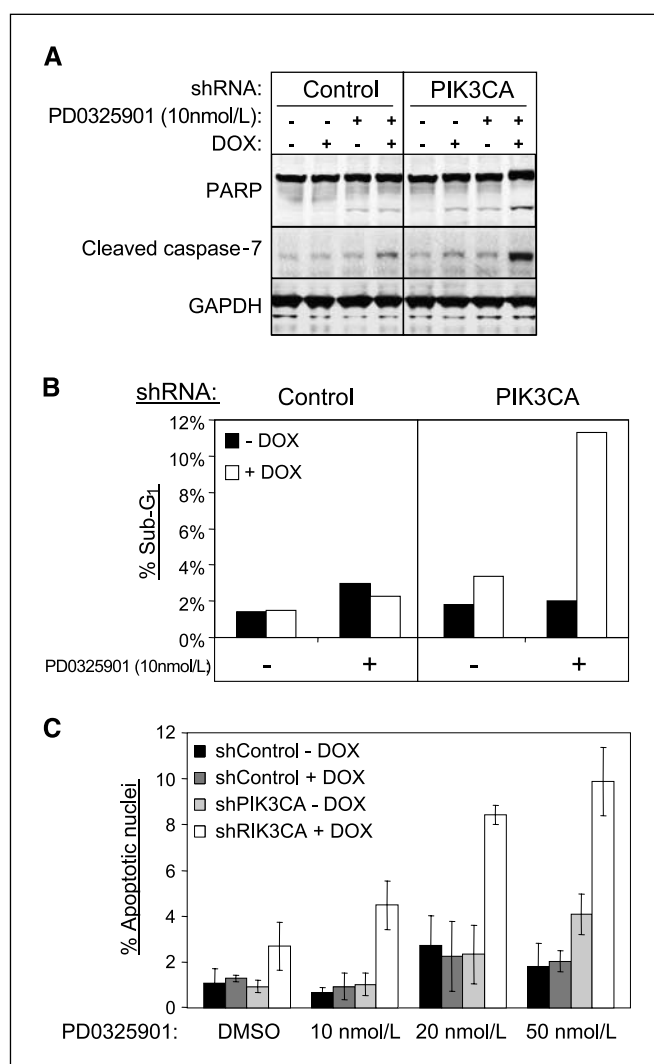 A
shRNA: Control PIK3CA
PD0325901 (10nmol/L): - - + + - - + +
DOX: - + - + - + - +
PARP
Cleaved caspase-7
GAPDH
B
shRNA: Control PIK3CA
12%
10%
8%
6%
4%
2%
0%
% Sub-G1
- DOX
+ DOX
PD0325901 (10nmol/L) - + - +
C
12
10
8
6
4
2
0
% Apoptotic nuclei
shControl - DOX
shControl + DOX
shPIK3CA - DOX
shRIK3CA + DOX
PD0325901: DMSO 10 nmol/L 20 nmol/L 50 nmol/L